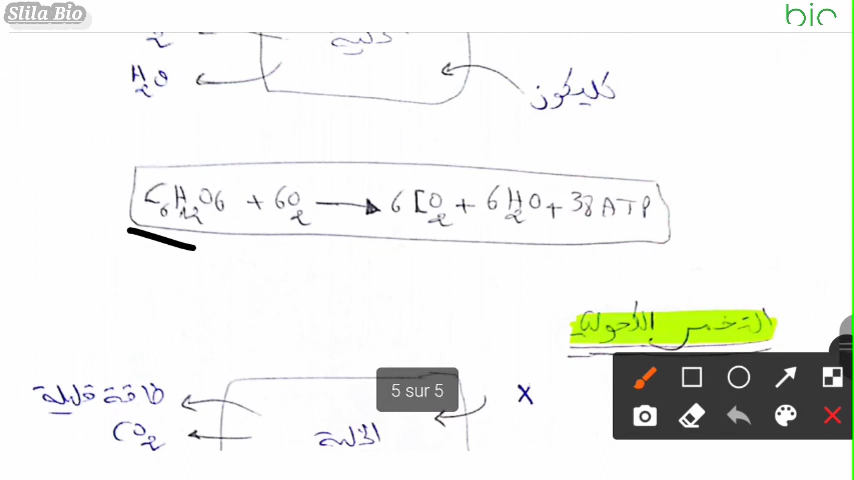 Slila Bio
bio
خلية
H₂O
كليكوز
C₆H₁₂O₆ + 6O₂ → 6CO₂ + 6H₂O + 38ATP
التخمر الكحولي
طاقة قليلة
5 sur 5
x
CO₂
الخلية